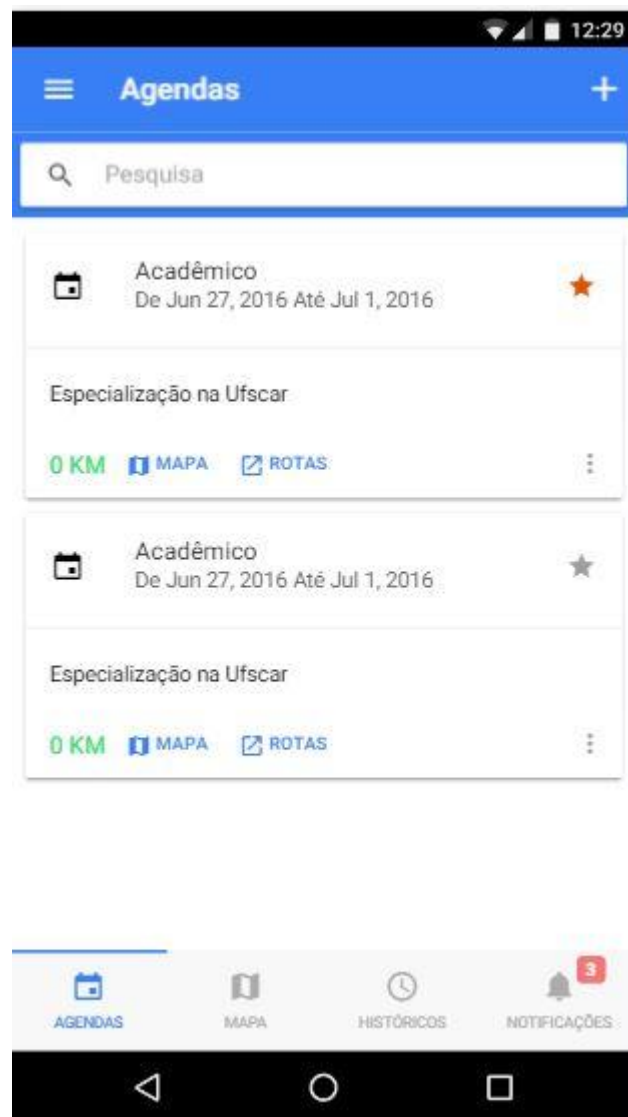 12:29
Agendas
Pesquisa
Acadêmico
De Jun 27, 2016 Até Jul 1, 2016
Especialização na Ufscar
0 KM MAPA ROTAS
Acadêmico
De Jun 27, 2016 Até Jul 1, 2016
Especialização na Ufscar
0 KM MAPA ROTAS
3
AGENDAS MAPA HISTÓRICOS NOTIFICAÇÕES